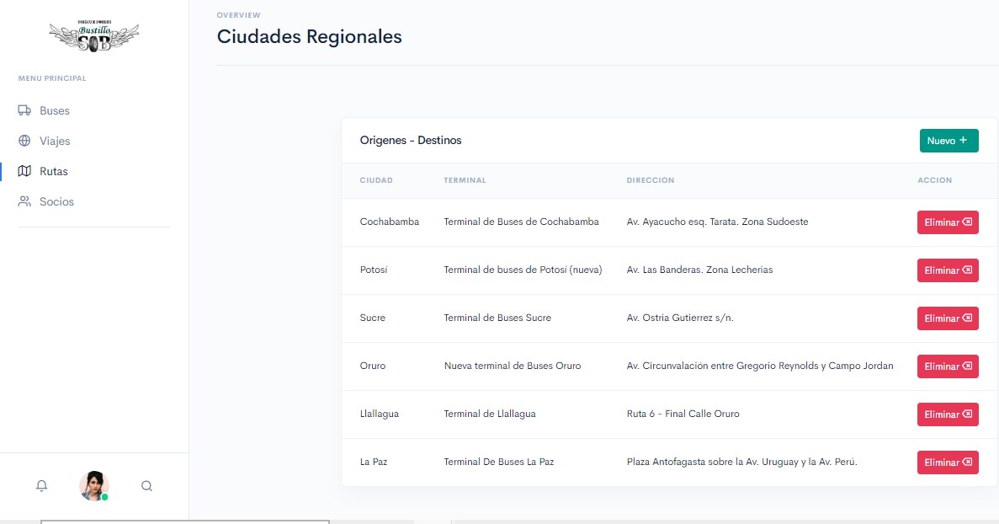 SINDICATO DE OMNIBUSES
Bustillo
SOB
MENU PRINCIPAL
Buses
Viajes
Rutas
Socios
OVERVIEW
Ciudades Regionales
Origenes - Destinos
Nuevo +
CIUDAD TERMINAL DIRECCION ACCION
Cochabamba Terminal de Buses de Cochabamba Av. Ayacucho esq. Tarata. Zona Sudoeste Eliminar
Potosí Terminal de buses de Potosí (nueva) Av. Las Banderas. Zona Lecherias Eliminar
Sucre Terminal de Buses Sucre Av. Ostria Gutierrez s/n. Eliminar
Oruro Nueva terminal de Buses Oruro Av. Circunvalación entre Gregorio Reynolds y Campo Jordan Eliminar
Llallagua Terminal de Llallagua Ruta 6 - Final Calle Oruro Eliminar
La Paz Terminal De Buses La Paz Plaza Antofagasta sobre la Av. Uruguay y la Av. Perú. Eliminar